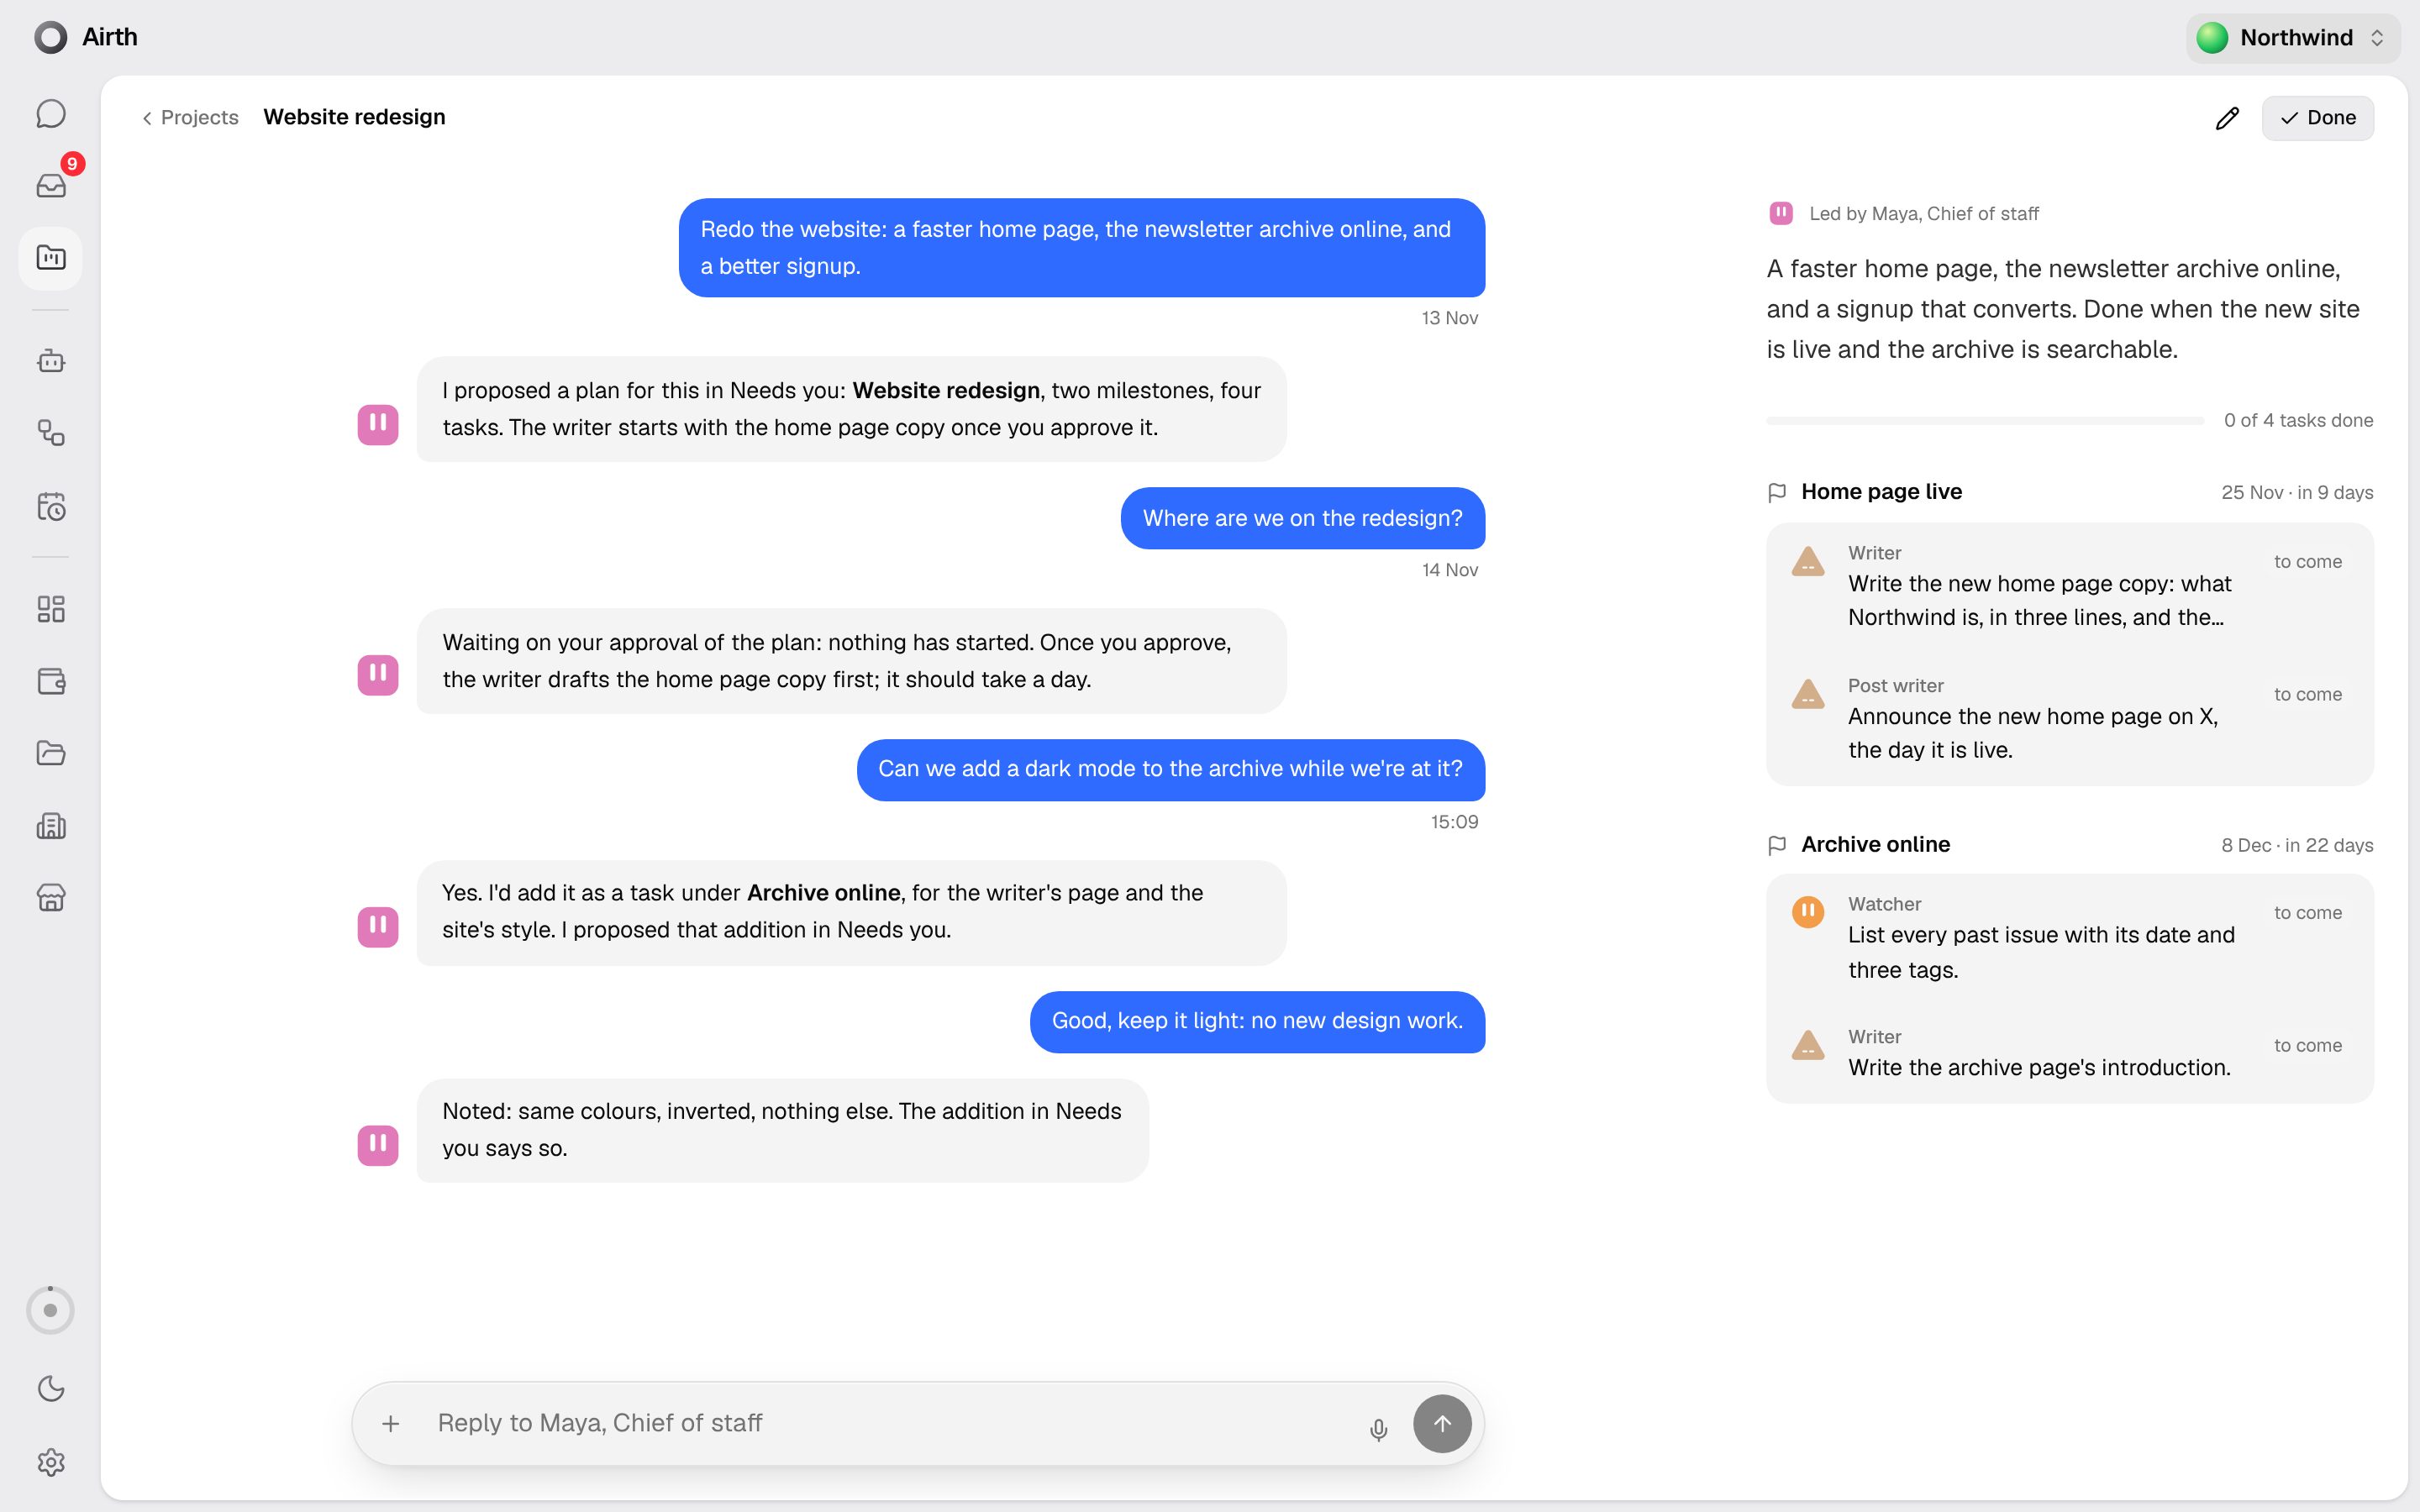 Airth
Northwind
9
Projects
Website redesign
Done
Redo the website: a faster home page, the newsletter archive online, and
a better signup.
13 Nov
I proposed a plan for this in Needs you: Website redesign, two milestones, four
tasks. The writer starts with the home page copy once you approve it.
Where are we on the redesign?
14 Nov
Waiting on your approval of the plan: nothing has started. Once you approve,
the writer drafts the home page copy first; it should take a day.
Can we add a dark mode to the archive while we're at it?
15:09
Yes. I'd add it as a task under Archive online, for the writer's page and the
site's style. I proposed that addition in Needs you.
Good, keep it light: no new design work.
Noted: same colours, inverted, nothing else. The addition in Needs
you says so.
Reply to Maya, Chief of staff
Led by Maya, Chief of staff
A faster home page, the newsletter archive online,
and a signup that converts. Done when the new site
is live and the archive is searchable.
0 of 4 tasks done
Home page live
25 Nov · in 9 days
Writer
to come
Write the new home page copy: what
Northwind is, in three lines, and the…
Post writer
to come
Announce the new home page on X,
the day it is live.
Archive online
8 Dec · in 22 days
Watcher
to come
List every past issue with its date and
three tags.
Writer
to come
Write the archive page's introduction.